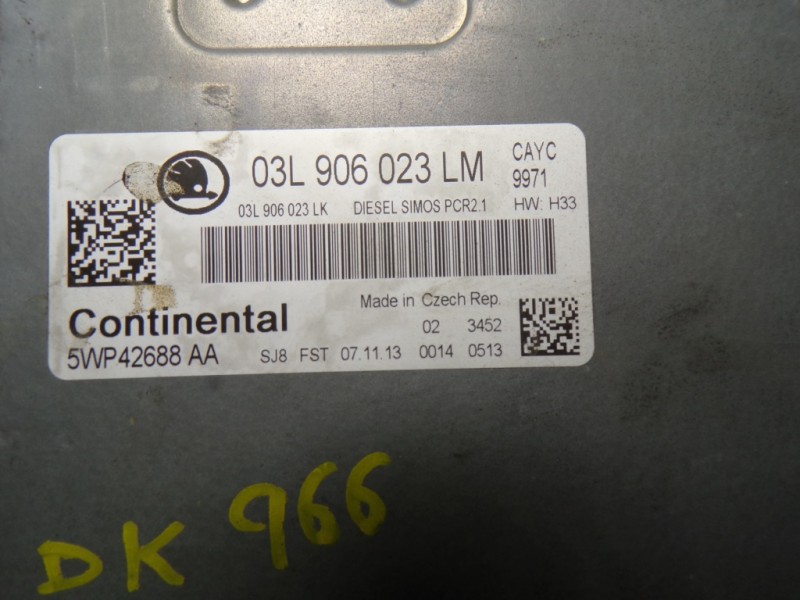 03L 906 023 LM CAYC
9971
03L 906 023 LK DIESEL SIMOS PCR2.1 HW: H33
Made in Czech Rep.
Continental 02 3452
5WP42688 AA SJ8 FST 07.11.13 0014 0513
DK 966